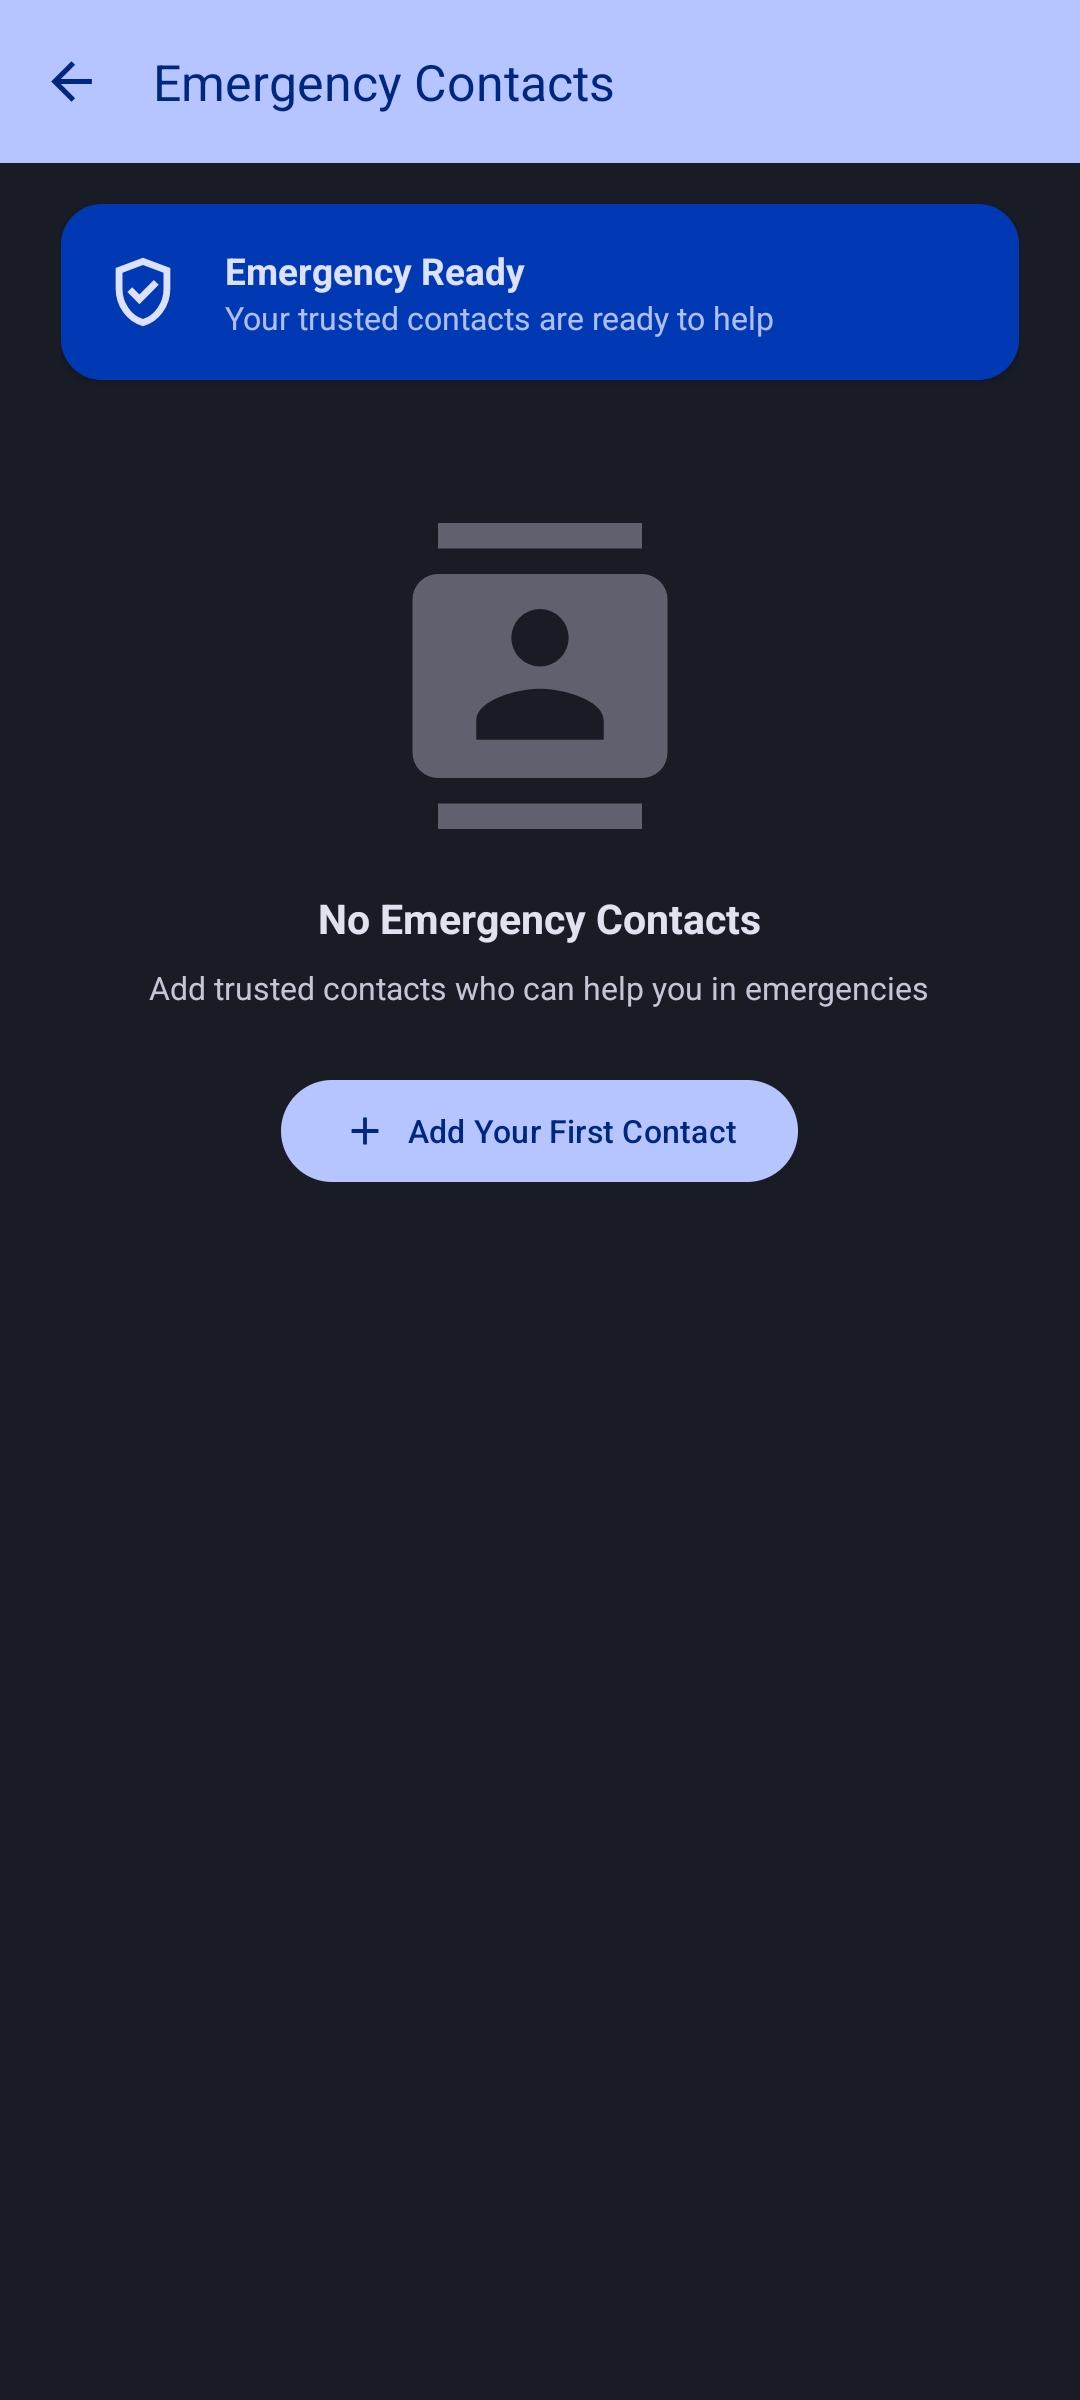 Emergency Contacts
Emergency Ready
Your trusted contacts are ready to help
No Emergency Contacts
Add trusted contacts who can help you in emergencies
Add Your First Contact